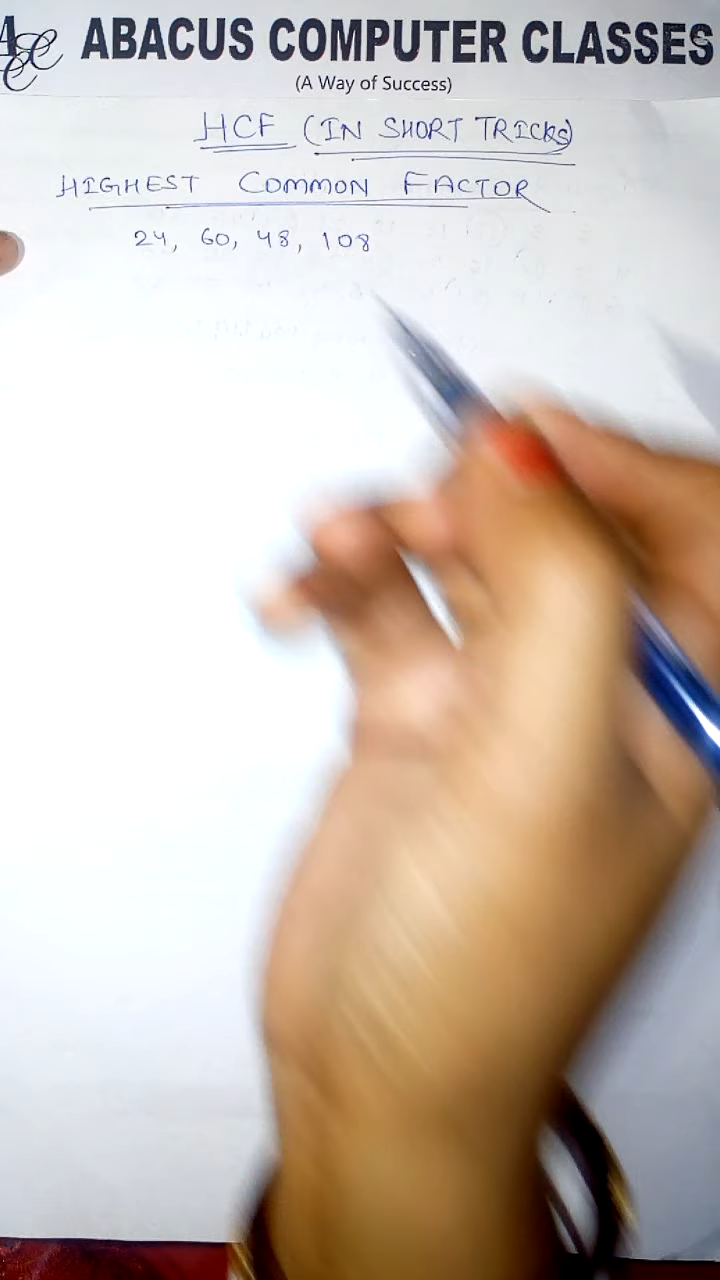 ABACUS COMPUTER CLASSES
(A Way of Success)
HCF (IN SHORT TRICKS)
HIGHEST COMMON FACTOR
24, 60, 48, 108